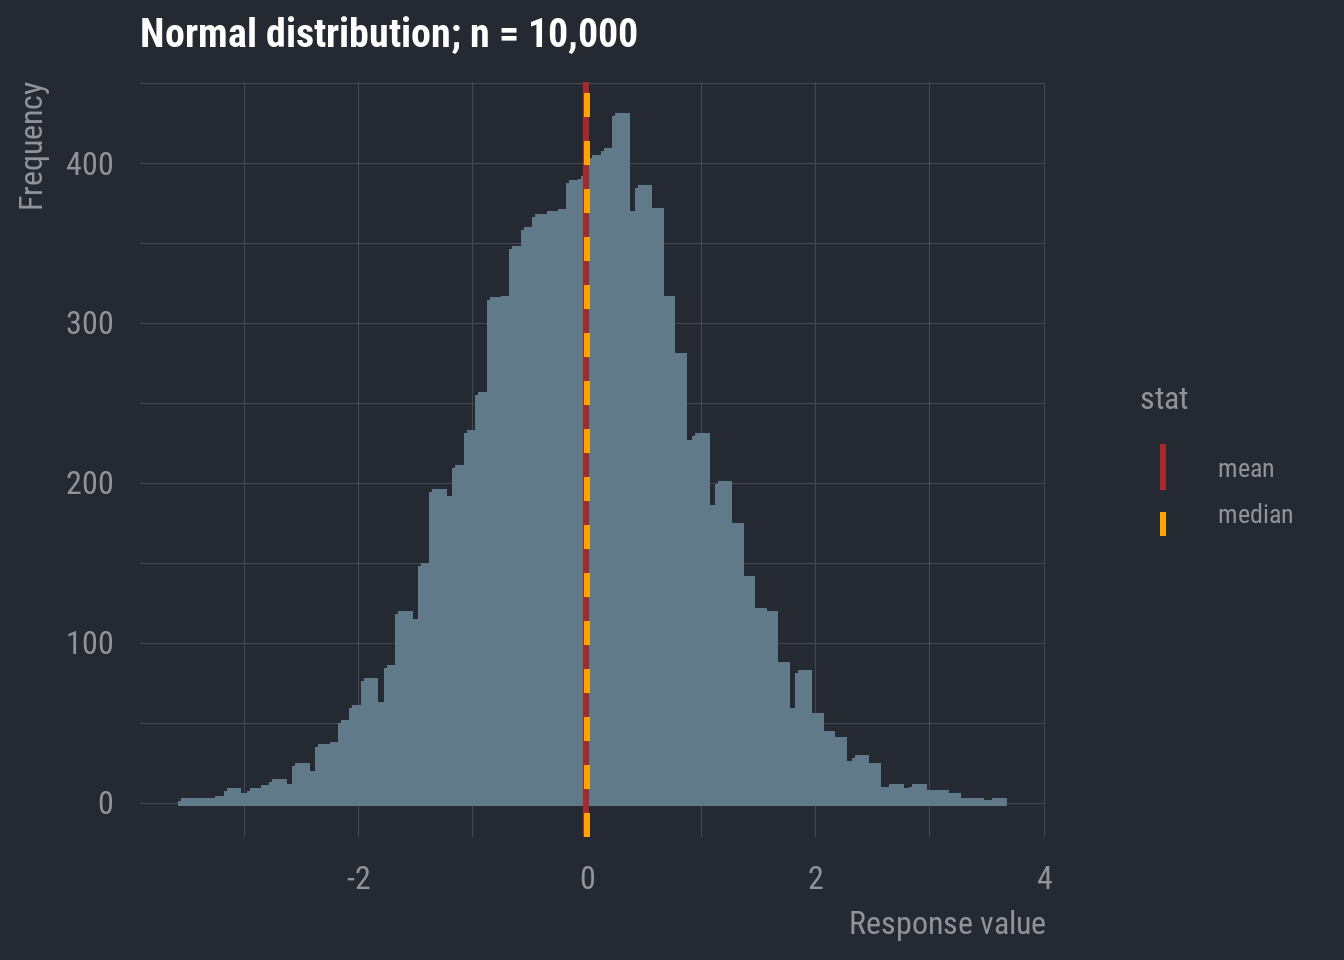 Normal distribution; n = 10,000
Frequency
400
300
200
100
0
-2
0
2
4
Response value
stat
mean
median